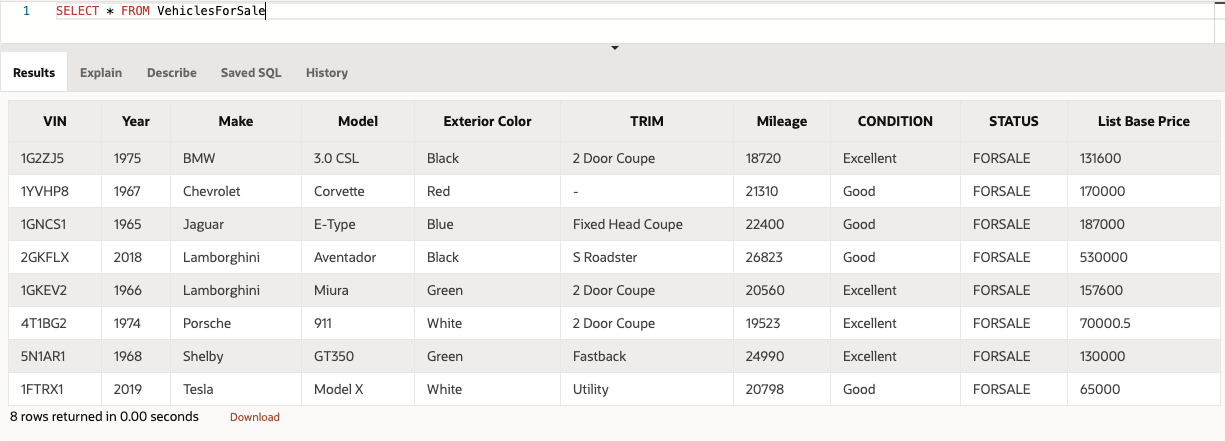 1 SELECT * FROM VehiclesForSale
Results Explain Describe Saved SQL History
VIN Year Make Model Exterior Color TRIM Mileage CONDITION STATUS List Base Price
1G2ZJ5 1975 BMW 3.0 CSL Black 2 Door Coupe 18720 Excellent FORSALE 131600
1YVHP8 1967 Chevrolet Corvette Red - 21310 Good FORSALE 170000
1GNCS1 1965 Jaguar E-Type Blue Fixed Head Coupe 22400 Good FORSALE 187000
2GKFLX 2018 Lamborghini Aventador Black S Roadster 26823 Good FORSALE 530000
1GKEV2 1966 Lamborghini Miura Green 2 Door Coupe 20560 Excellent FORSALE 157600
4T1BG2 1974 Porsche 911 White 2 Door Coupe 19523 Excellent FORSALE 70000.5
5N1AR1 1968 Shelby GT350 Green Fastback 24990 Excellent FORSALE 130000
1FTRX1 2019 Tesla Model X White Utility 20798 Good FORSALE 65000
8 rows returned in 0.00 seconds Download